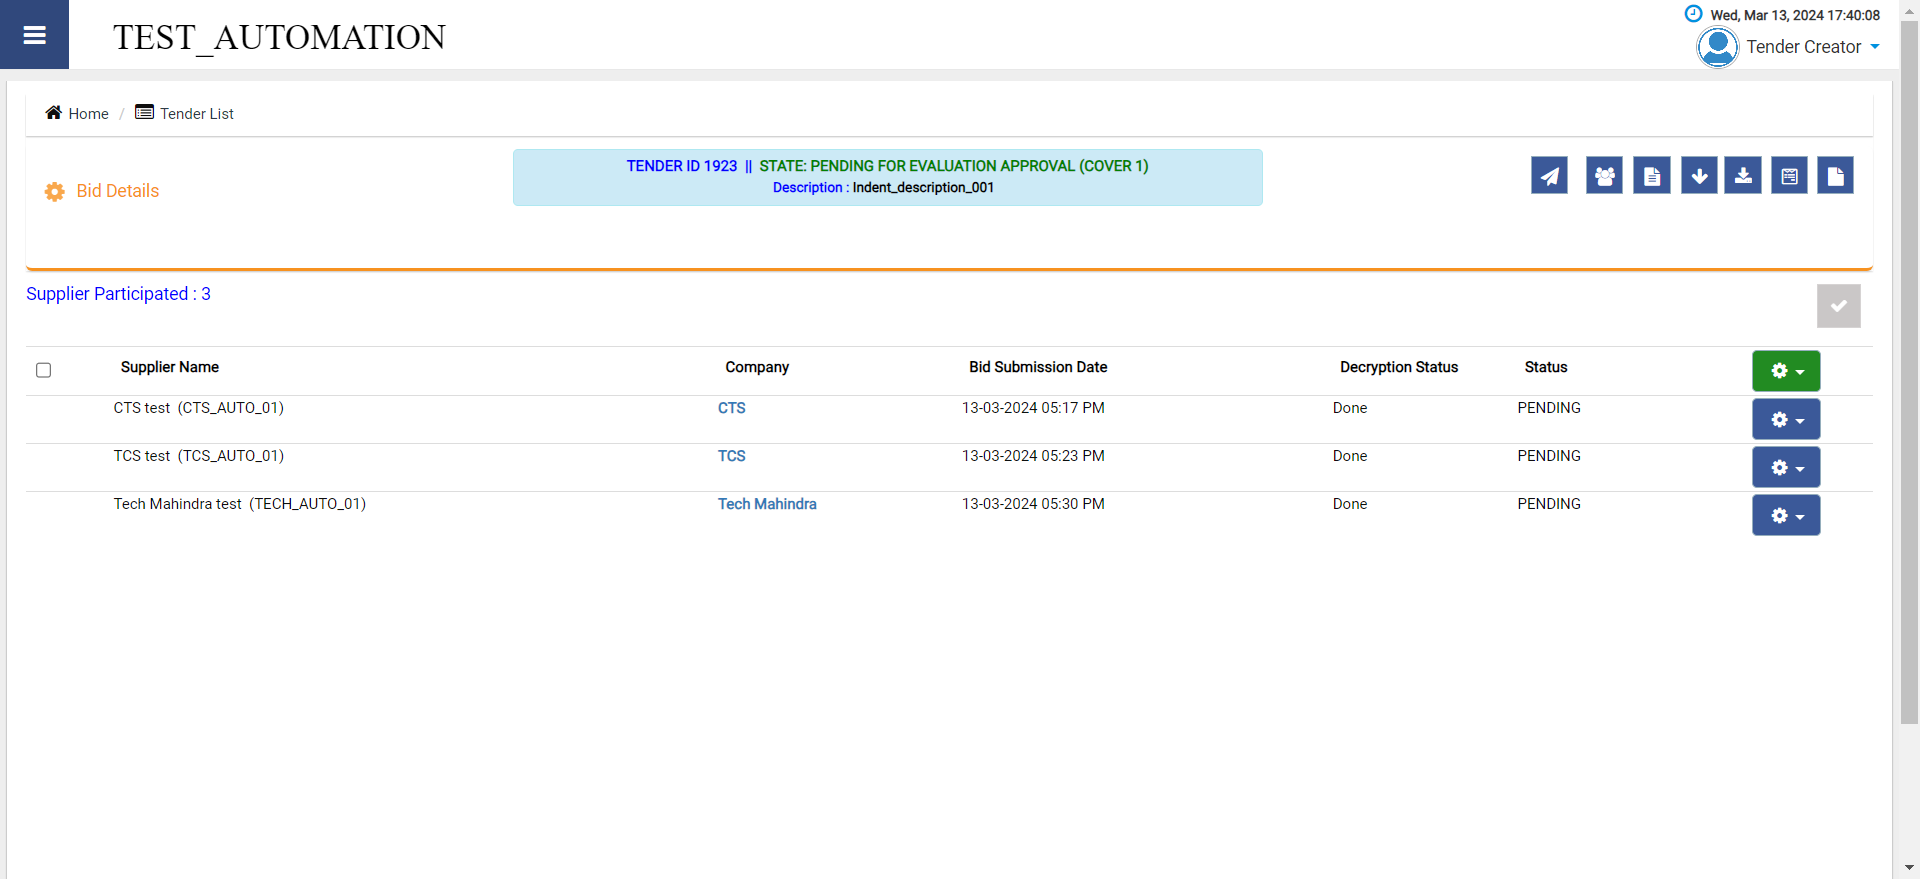 TEST_AUTOMATION
Wed, Mar 13, 2024 17:40:08
Tender Creator
Home / Tender List
Bid Details
TENDER ID 1923 || STATE: PENDING FOR EVALUATION APPROVAL (COVER 1)
Description : Indent_description_001
Supplier Participated : 3
Supplier Name Company Bid Submission Date Decryption Status Status
CTS test (CTS_AUTO_01) CTS 13-03-2024 05:17 PM Done PENDING
TCS test (TCS_AUTO_01) TCS 13-03-2024 05:23 PM Done PENDING
Tech Mahindra test (TECH_AUTO_01) Tech Mahindra 13-03-2024 05:30 PM Done PENDING